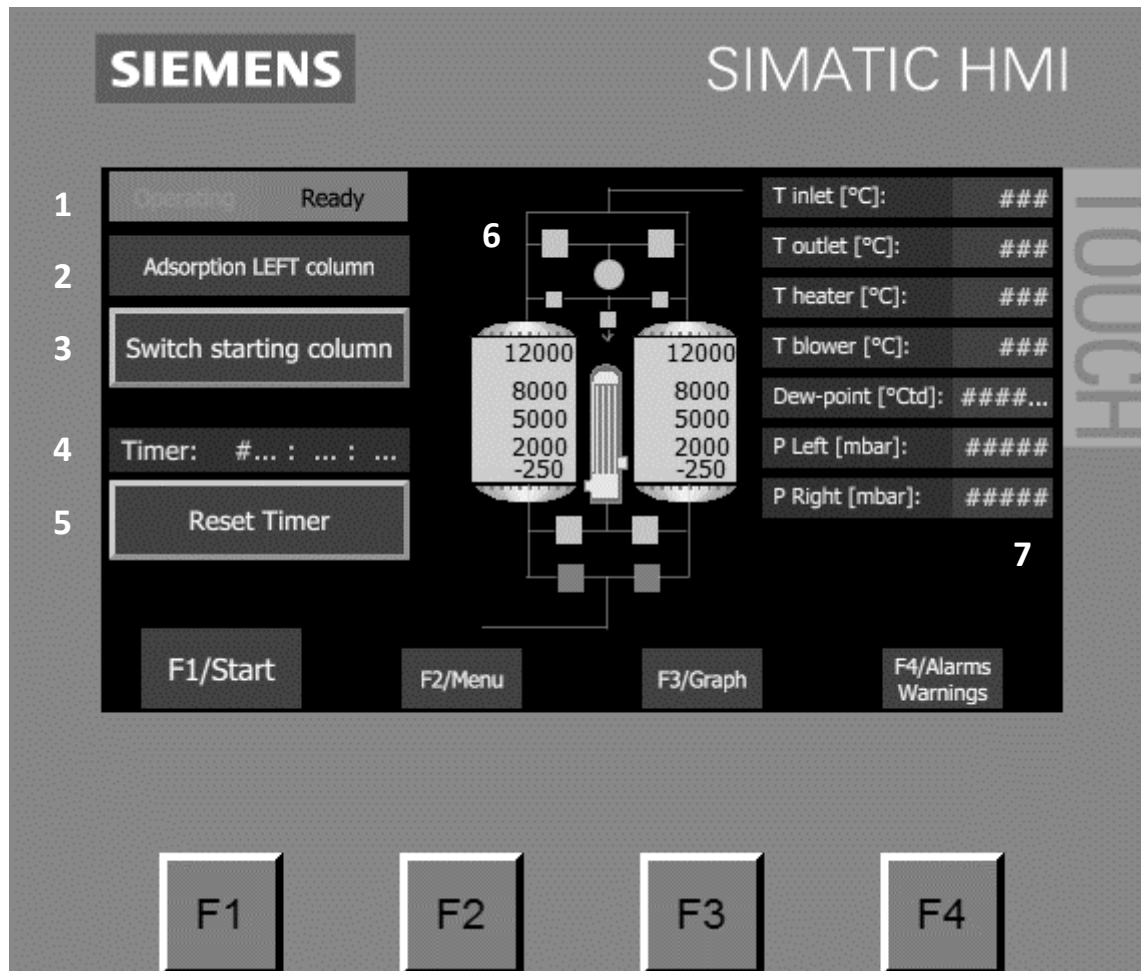 SIEMENS
SIMATIC HMI
TOUCH
1
Operating Ready
2
Adsorption LEFT column
3
Switch starting column
4
Timer: #... : ... : ...
5
Reset Timer
6
12000
8000
5000
2000
-250
12000
8000
5000
2000
-250
T inlet [°C]: ###
T outlet [°C]: ###
T heater [°C]: ###
T blower [°C]: ###
Dew-point [°Ctd]: ####...
P Left [mbar]: #####
P Right [mbar]: #####
7
F1/Start
F2/Menu
F3/Graph
F4/Alarms
Warnings
F1
F2
F3
F4